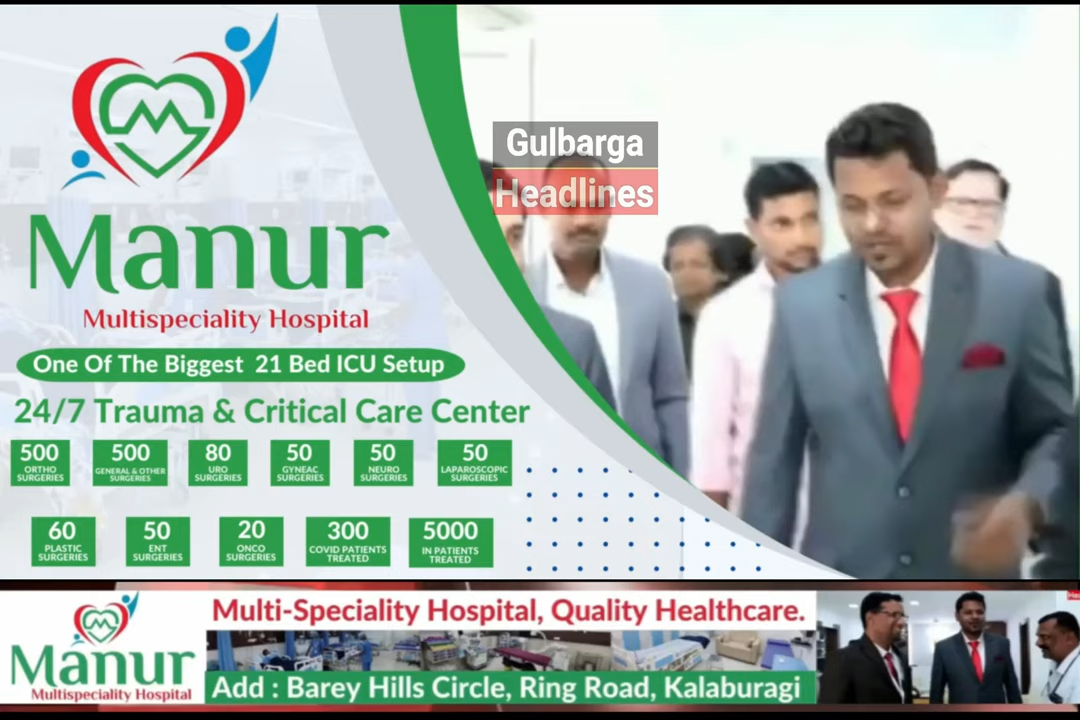 Gulbarga
Headlines
Manur
Multispeciality Hospital
One Of The Biggest 21 Bed ICU Setup
24/7 Trauma & Critical Care Center
500
ORTHO
SURGERIES
500
GENERAL & OTHER
SURGERIES
80
URO
SURGERIES
50
GYNEAC
SURGERIES
50
NEURO
SURGERIES
50
LAPAROSCOPIC
SURGERIES
60
PLASTIC
SURGERIES
50
ENT
SURGERIES
20
ONCO
SURGERIES
300
COVID PATIENTS
TREATED
5000
IN PATIENTS
TREATED
Manur
Multispeciality Hospital
Multi-Speciality Hospital, Quality Healthcare.
Add : Barey Hills Circle, Ring Road, Kalaburagi